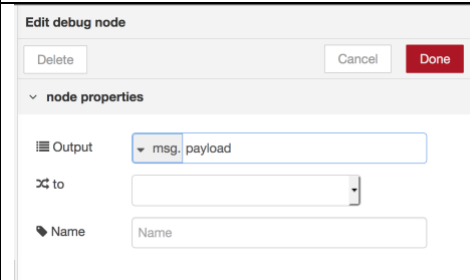 Edit debug node
Delete Cancel Done
node properties
Output msg. payload
to
Name Name